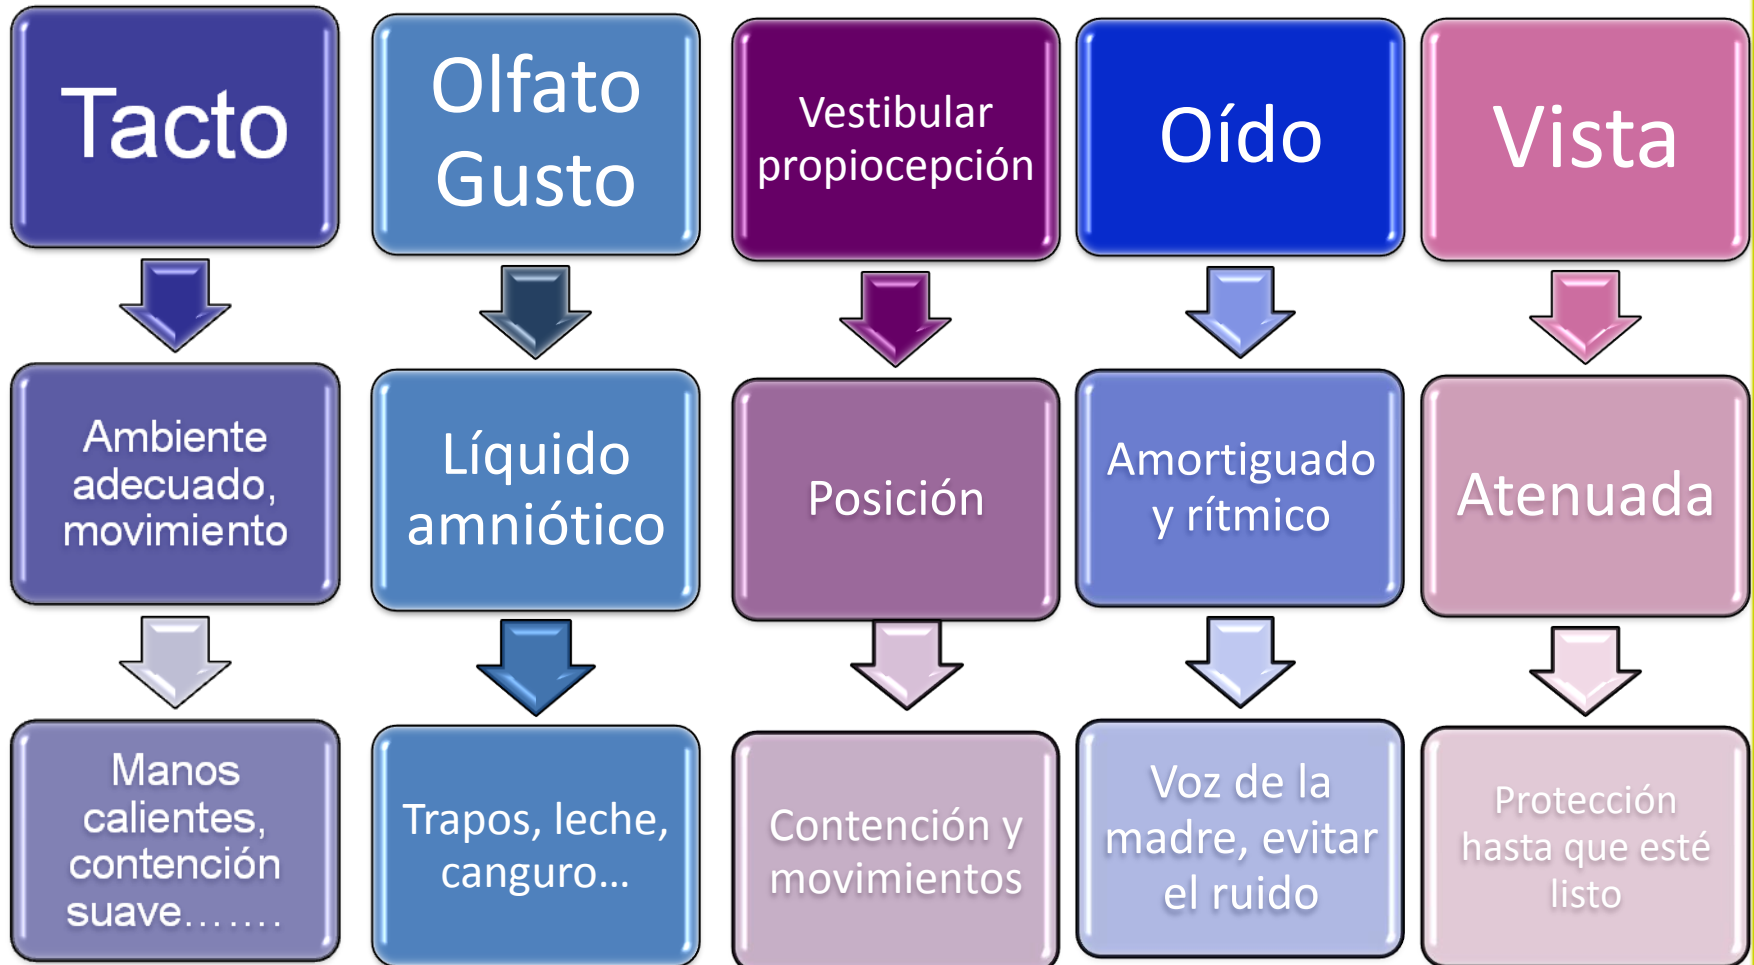 Tacto
Olfato
Gusto
Vestibular
propiocepción
Oído
Vista
Ambiente
adecuado,
movimiento
Líquido
amniótico
Posición
Amortiguado
y rítmico
Atenuada
Manos
calientes,
contención
suave…….
Trapos, leche,
canguro…
Contención y
movimientos
Voz de la
madre, evitar
el ruido
Protección
hasta que esté
listo